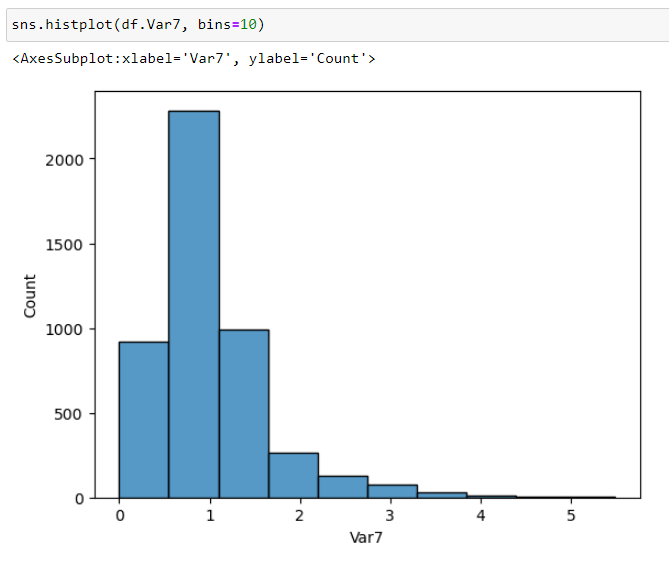 sns.histplot(df.Var7, bins=10)
<AxesSubplot:xlabel='Var7', ylabel='Count'>
2000
1500
1000
500
0
Count
0 1 2 3 4 5
Var7